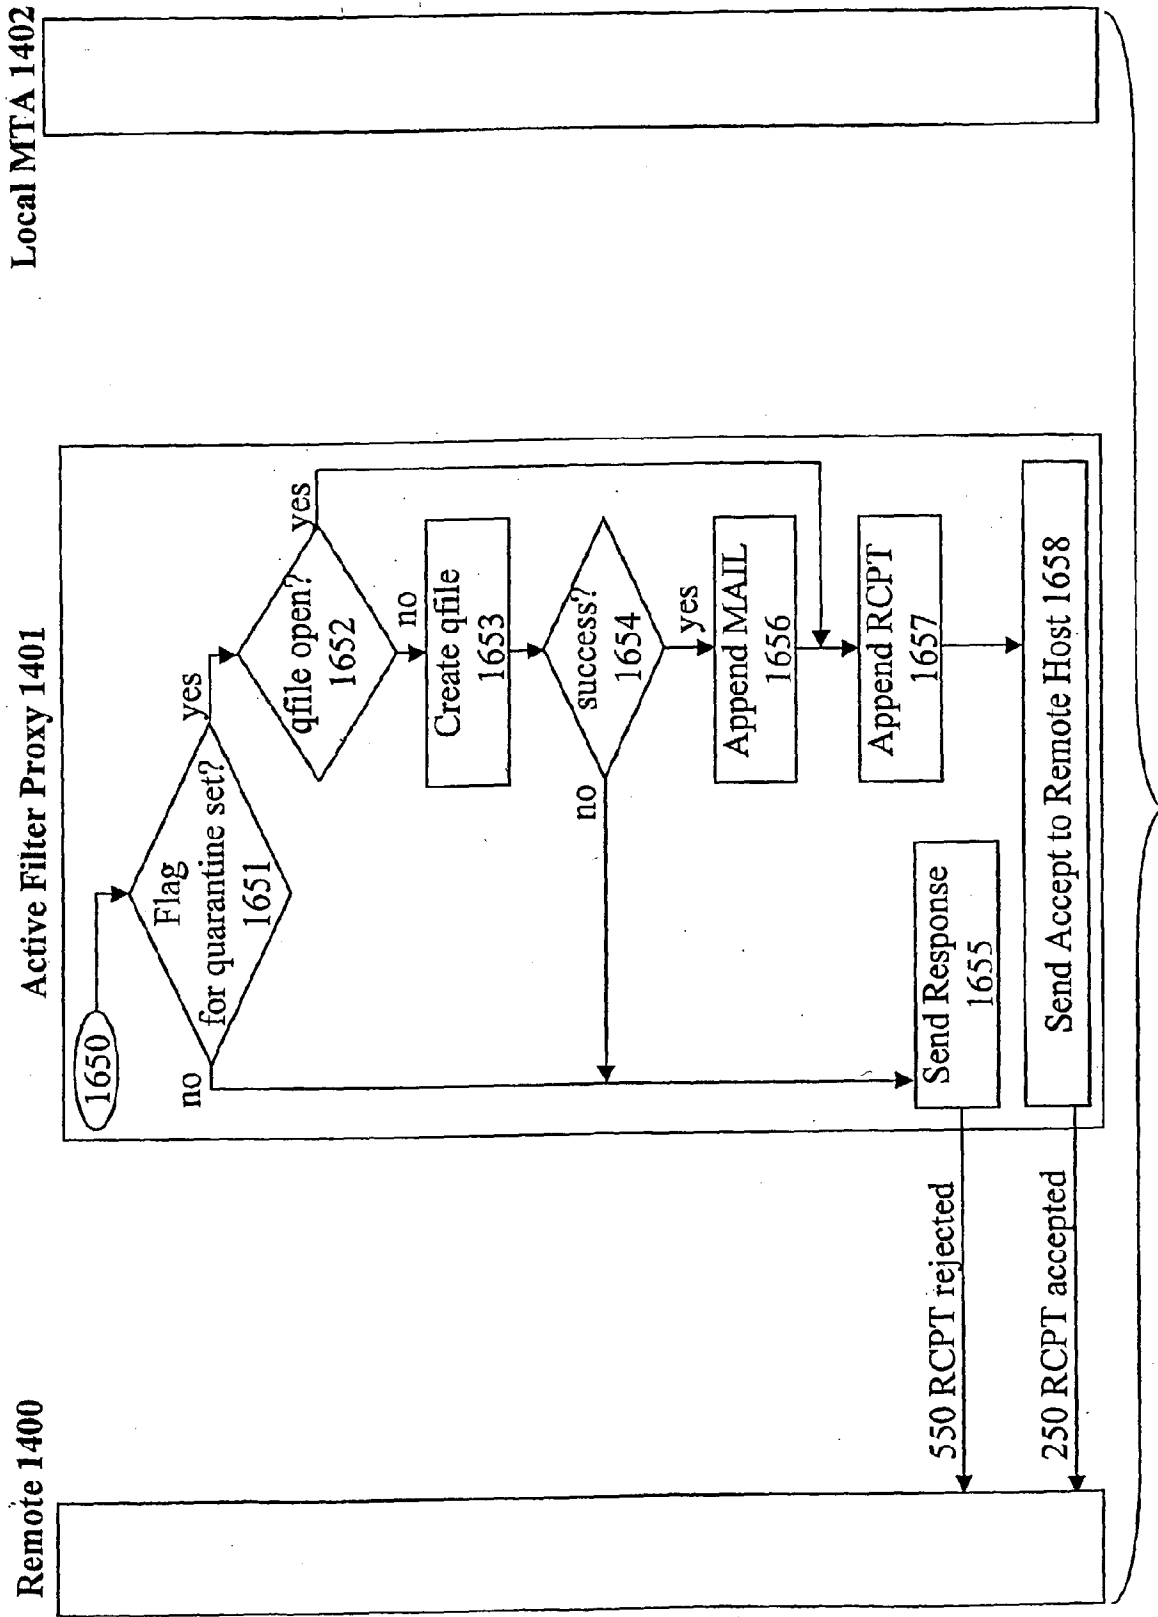 Remote 1400
Active Filter Proxy 1401
Local MTA 1402
1650
Flag
for quarantine set?
1651
no
yes
qfile open?
1652
yes
no
Create qfile
1653
success?
1654
no
yes
Append MAIL
1656
Append RCPT
1657
Send Response
1655
550 RCPT rejected
Send Accept to Remote Host 1658
250 RCPT accepted